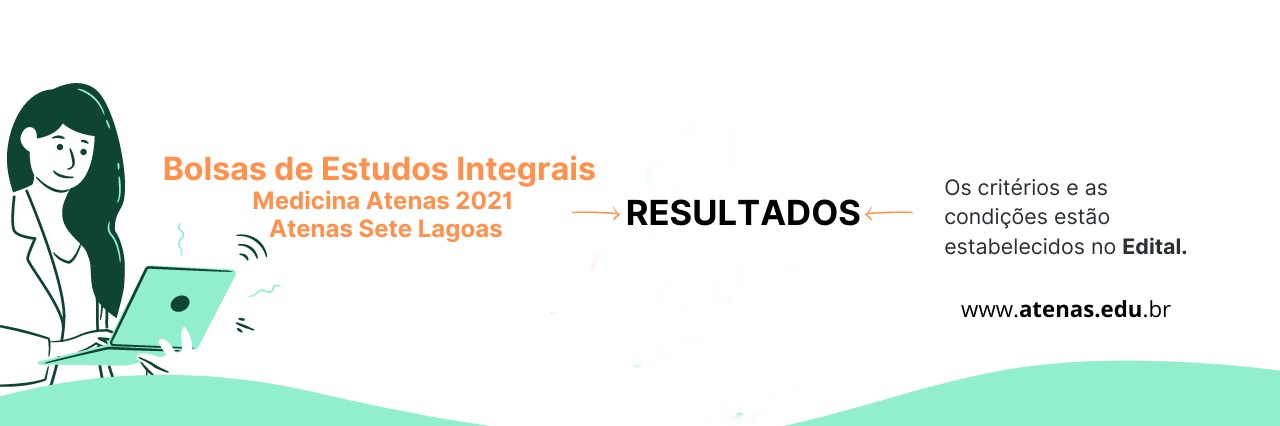 Bolsas de Estudos Integrais
Medicina Atenas 2021
Atenas Sete Lagoas
RESULTADOS
Os critérios e as
condições estão
estabelecidos no Edital.
www.atenas.edu.br